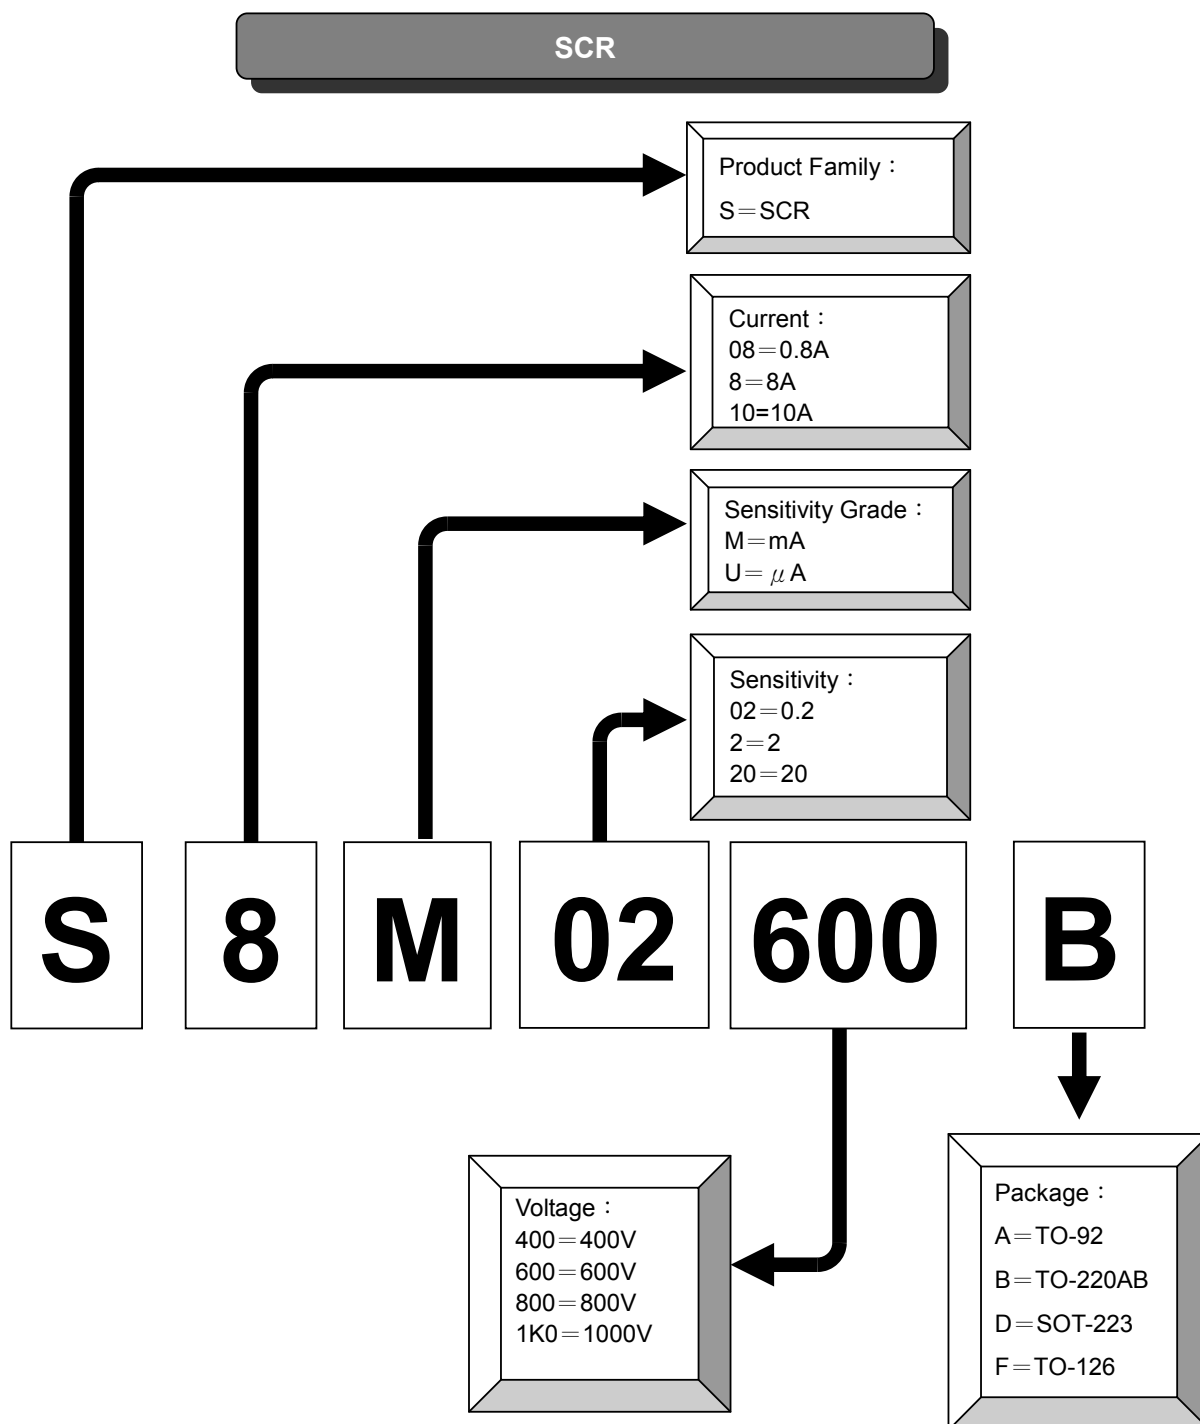 SCR
Product Family：
S＝SCR
Current：
08＝0.8A
8＝8A
10=10A
Sensitivity Grade：
M＝mA
U＝μA
Sensitivity：
02＝0.2
2＝2
20＝20
S 8 M 02 600 B
Voltage：
400＝400V
600＝600V
800＝800V
1K0＝1000V
Package：
A＝TO-92
B＝TO-220AB
D＝SOT-223
F＝TO-126